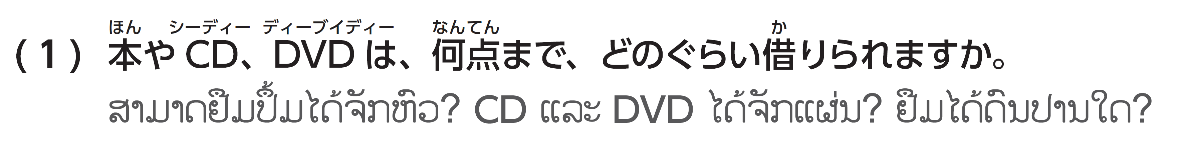 ほん シーディー ディーブイディー なんてん か
(1) 本や CD、DVD は、何点まで、どのぐらい借りられますか。
ສາມາດຢືມປຶ້ມໄດ້ຈັກຫົວ? CD ແລະ DVD ໄດ້ຈັກແຜ່ນ? ຢືມໄດ້ດົນປານໃດ?